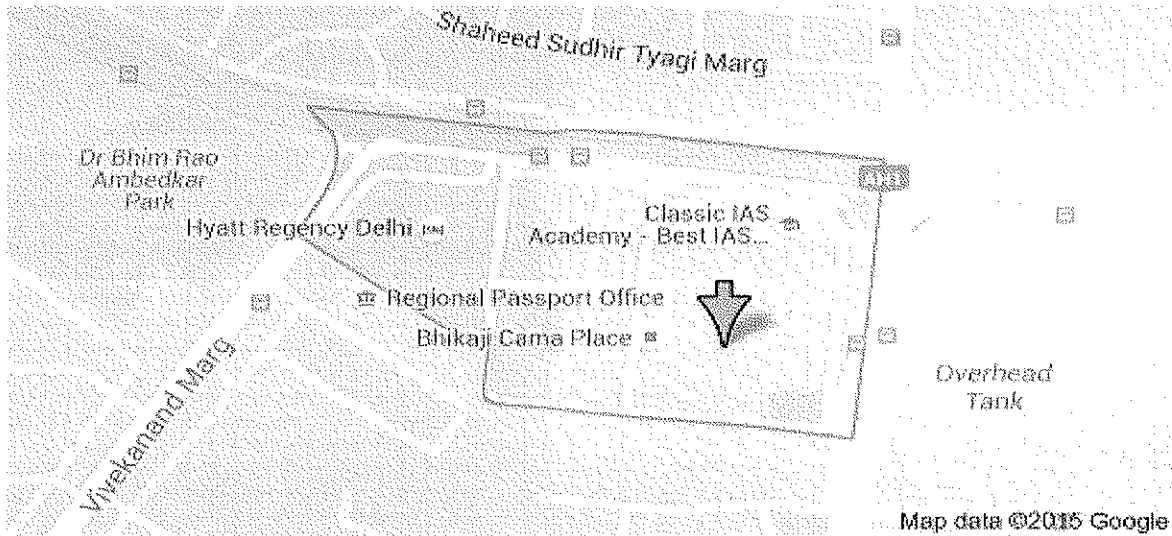 Shaheed Sudhir Tyagi Marg
Dr Bhim Rao
Ambedkar
Park
Hyatt Regency Delhi
Classic IAS
Academy - Best IAS...
Regional Passport Office
Bhikaji Cama Place
Vivekanand Marg
Overhead
Tank
Map data ©2015 Google